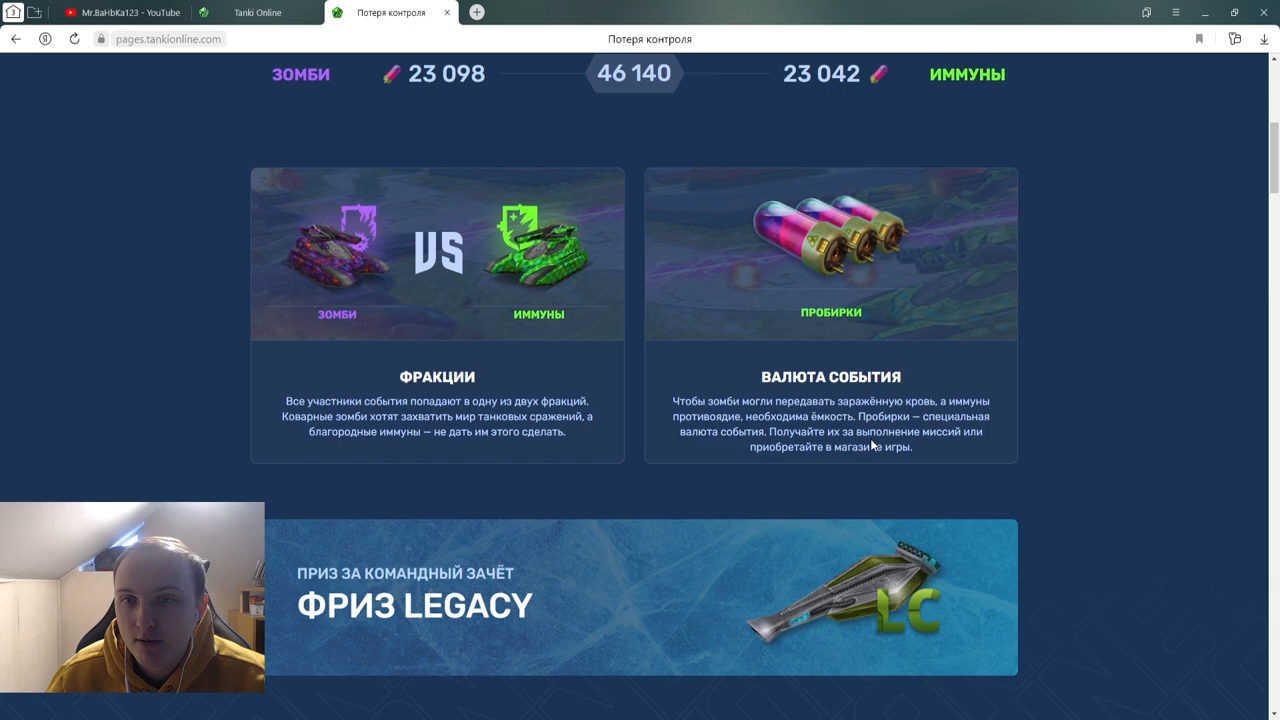 3
Mr.BaHbKa123 - YouTube
Tanki Online
Потеря контроля
pages.tankionline.com
Потеря контроля
ЗОМБИ
23 098
46 140
23 042
ИММУНЫ
VS
ЗОМБИ
ИММУНЫ
ФРАКЦИИ
Все участники события попадают в одну из двух фракций.
Коварные зомби хотят захватить мир танковых сражений, а
благородные иммуны — не дать им этого сделать.
ПРОБИРКИ
ВАЛЮТА СОБЫТИЯ
Чтобы зомби могли передавать заражённую кровь, а иммуны
противоядие, необходима ёмкость. Пробирки — специальная
валюта события. Получайте их за выполнение миссий или
приобретайте в магазине игры.
ПРИЗ ЗА КОМАНДНЫЙ ЗАЧЁТ
ФРИЗ LEGACY
LC